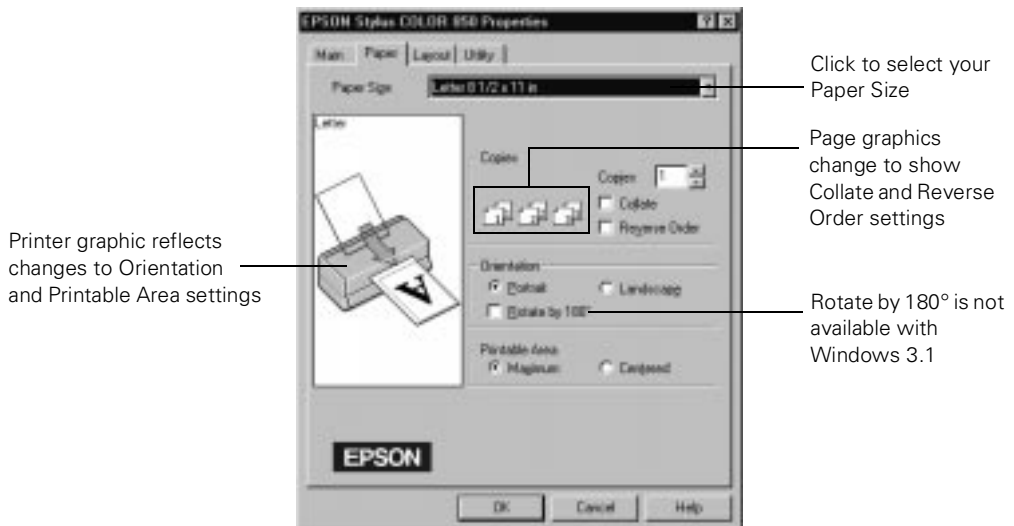 EPSON Stylus COLOR 850 Properties
Main Paper Layout Utility
Paper Size Letter 8 1/2 x 11 in
Letter
Copies
Copies 1
Collate
Reverse Order
1 2 3
Orientation
Portrait Landscape
Rotate by 180°
Printable Area
Maximum Centered
A
EPSON
OK Cancel Help
Click to select your
Paper Size
Page graphics
change to show
Collate and Reverse
Order settings
Printer graphic reflects
changes to Orientation
and Printable Area settings
Rotate by 180° is not
available with
Windows 3.1